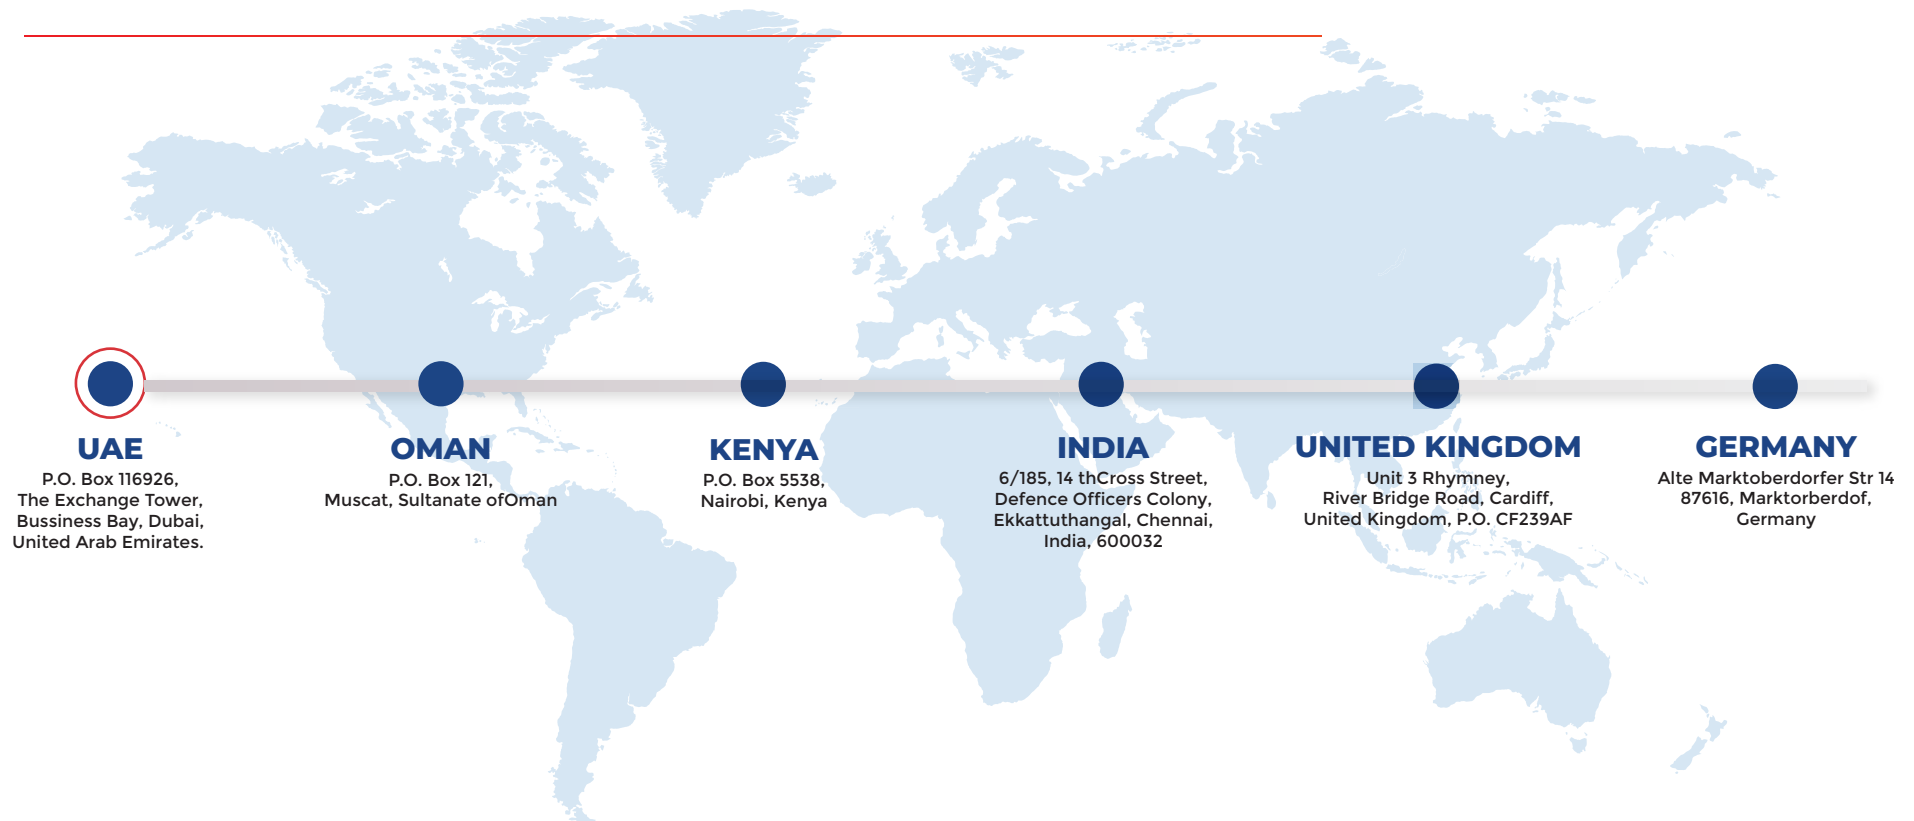 UAE
P.O. Box 116926,
The Exchange Tower,
Bussiness Bay, Dubai,
United Arab Emirates.
OMAN
P.O. Box 121,
Muscat, Sultanate ofOman
KENYA
P.O. Box 5538,
Nairobi, Kenya
INDIA
6/185, 14 thCross Street,
Defence Officers Colony,
Ekkattuthangal, Chennai,
India, 600032
UNITED KINGDOM
Unit 3 Rhymney,
River Bridge Road, Cardiff,
United Kingdom, P.O. CF239AF
GERMANY
Alte Marktoberdorfer Str 14
87616, Marktorberdof,
Germany